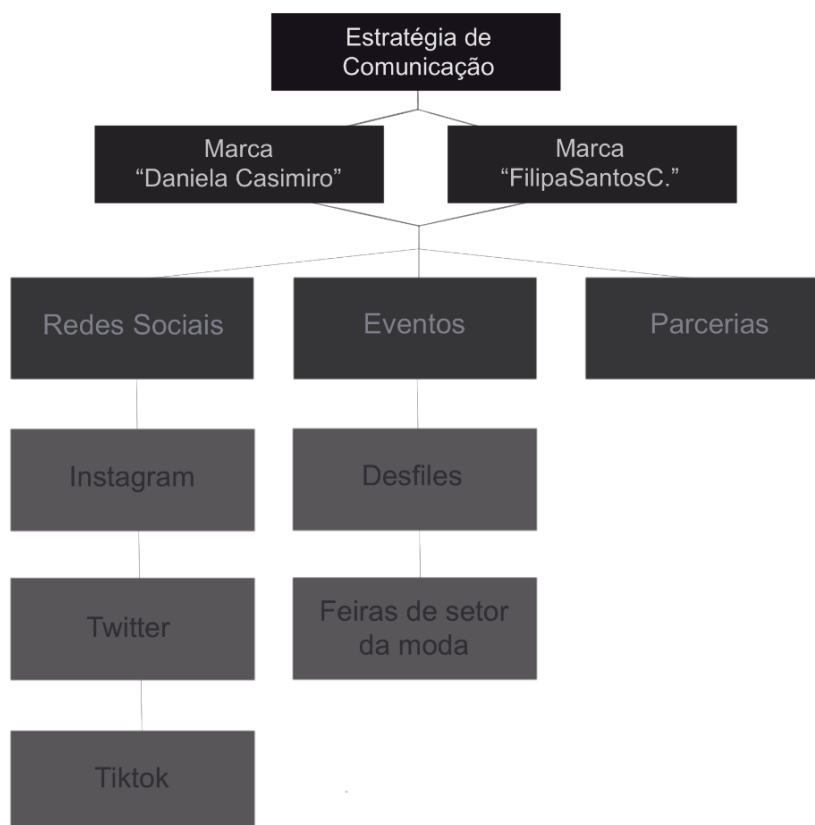 Estratégia de
Comunicação
Marca
“Daniela Casimiro”
Marca
“FilipaSantosC.”
Redes Sociais
Eventos
Parcerias
Instagram
Desfiles
Twitter
Feiras de setor
da moda
Tiktok